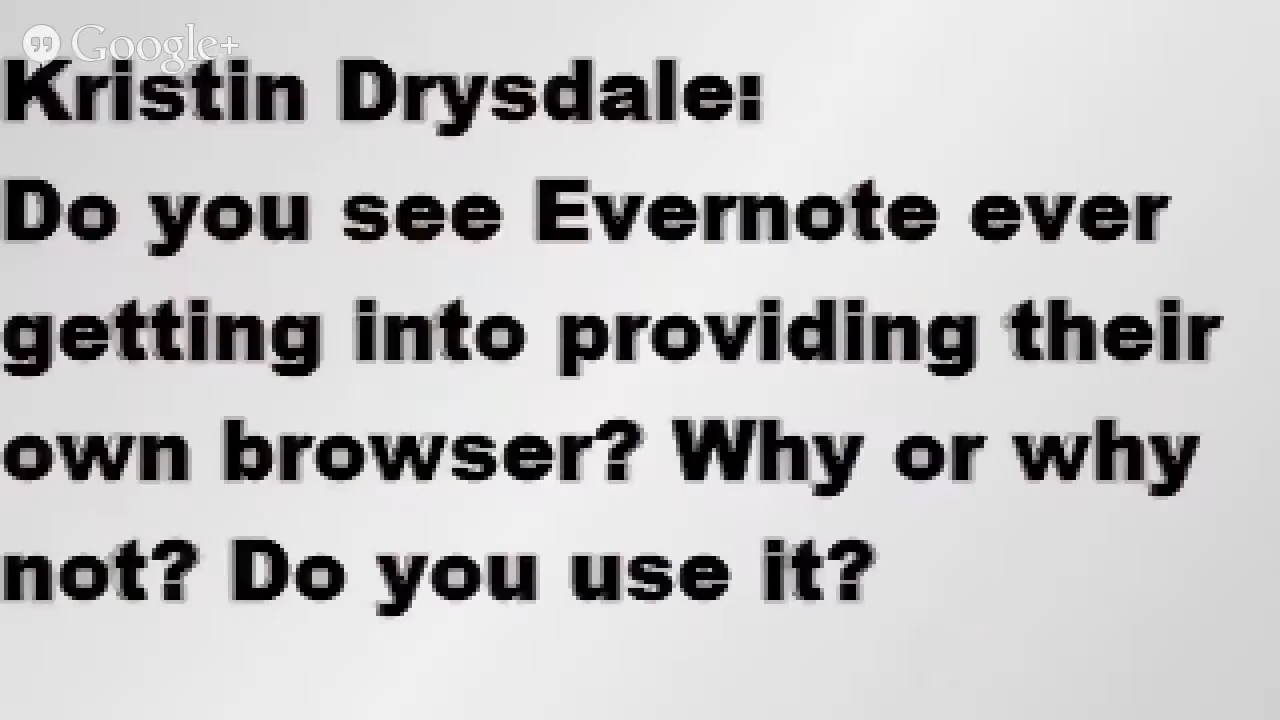 Google+
Kristin Drysdale:
Do you see Evernote ever
getting into providing their
own browser? Why or why
not? Do you use it?